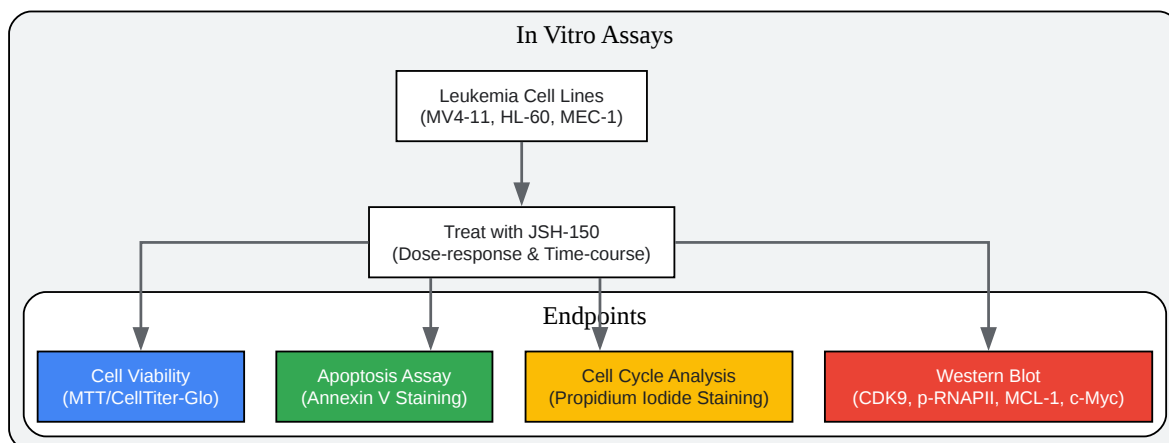 In Vitro Assays
Leukemia Cell Lines
(MV4-11, HL-60, MEC-1)
Treat with JSH-150
(Dose-response & Time-course)
Endpoints
Cell Viability
(MTT/CellTiter-Glo)
Apoptosis Assay
(Annexin V Staining)
Cell Cycle Analysis
(Propidium Iodide Staining)
Western Blot
(CDK9, p-RNAPII, MCL-1, c-Myc)